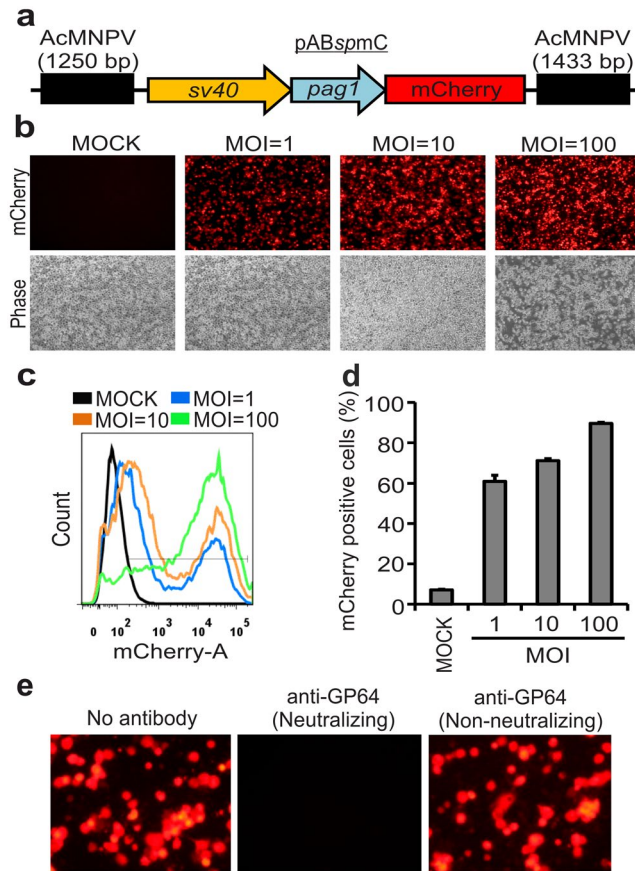 a
pABspmC
AcMNPV
(1250 bp)
AcMNPV
(1433 bp)
sv40
pag1
mCherry
b
MOCK
MOI=1
MOI=10
MOI=100
mCherry
Phase
c
MOCK
MOI=1
MOI=10
MOI=100
Count
0 10² 10³ 10⁴ 10⁵
mCherry-A
d
mCherry positive cells (%)
100
80
60
40
20
0
MOCK
1 10 100
MOI
e
No antibody
anti-GP64
(Neutralizing)
anti-GP64
(Non-neutralizing)